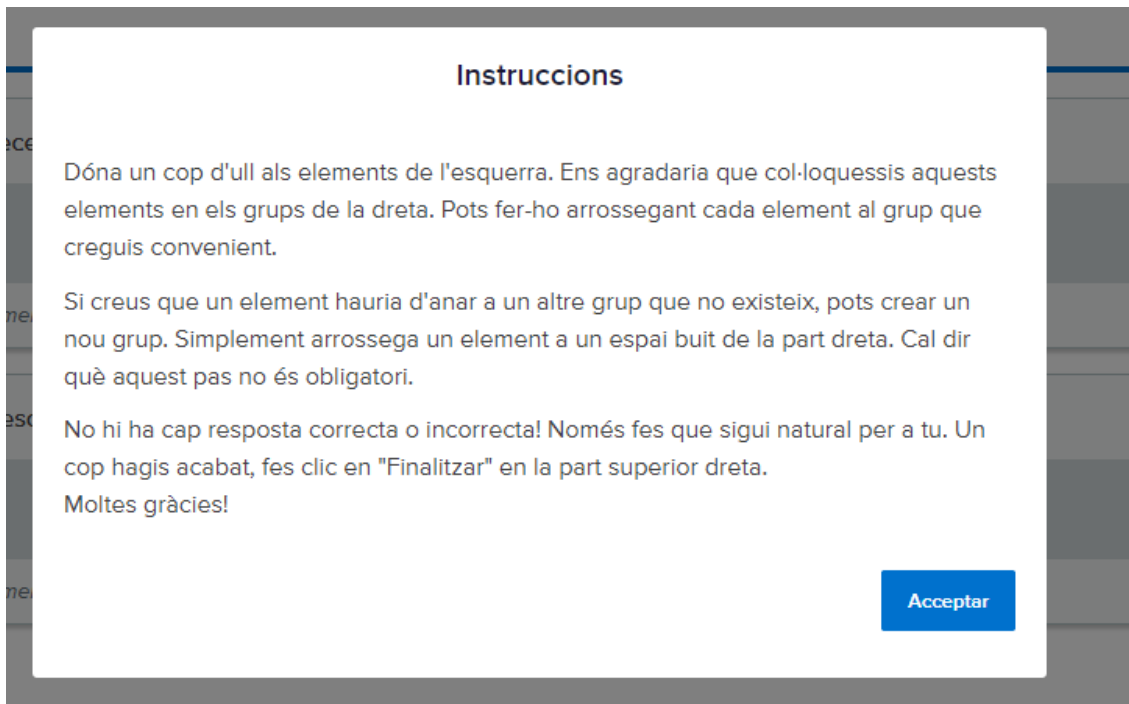 Instruccions
Dóna un cop d'ull als elements de l'esquerra. Ens agradaria que col·loquessis aquests
elements en els grups de la dreta. Pots fer-ho arrossegant cada element al grup que
creguis convenient.
Si creus que un element hauria d'anar a un altre grup que no existeix, pots crear un
nou grup. Simplement arrossega un element a un espai buit de la part dreta. Cal dir
què aquest pas no és obligatori.
No hi ha cap resposta correcta o incorrecta! Només fes que sigui natural per a tu. Un
cop hagis acabat, fes clic en "Finalitzar" en la part superior dreta.
Moltes gràcies!
Acceptar